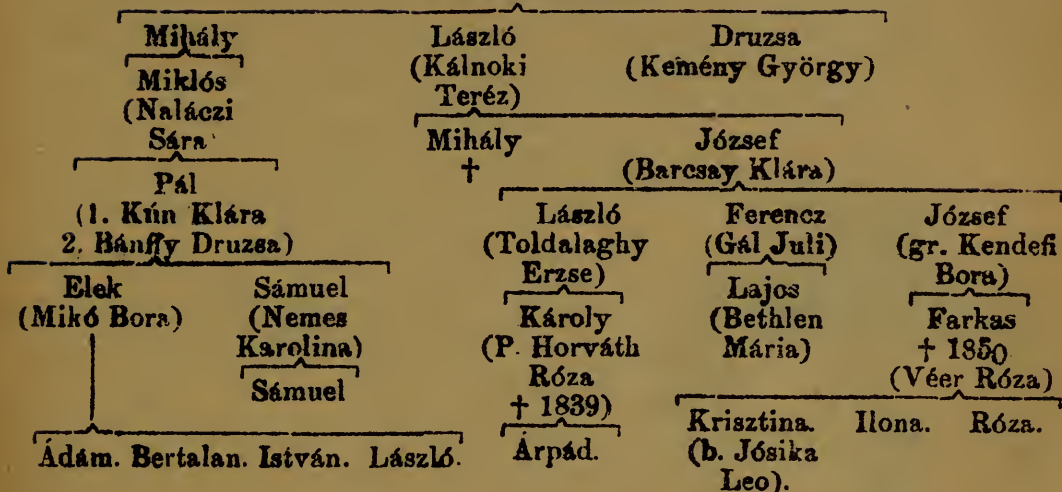 Mihály László Druzsa
Miklós (Kálnoki (Kemény György)
(Naláczi Teréz)
Sára Mihály József
Pál † (Barcsay Klára)
(1. Kún Klára László Ferencz József
2. Bánffy Druzsa) (Toldalaghy (Gál Juli) (gr. Kendefi
Elek Sámuel Erzse) Lajos Bora)
(Mikó Bora) (Nemes Károly (Bethlen Farkas
Karolina) (P. Horváth Mária) † 1850
Sámuel Róza (Véer Róza)
† 1839) Krisztina. Ilona. Róza.
Ádám. Bertalan. István. László. Árpád. (b. Jósika
Leo).